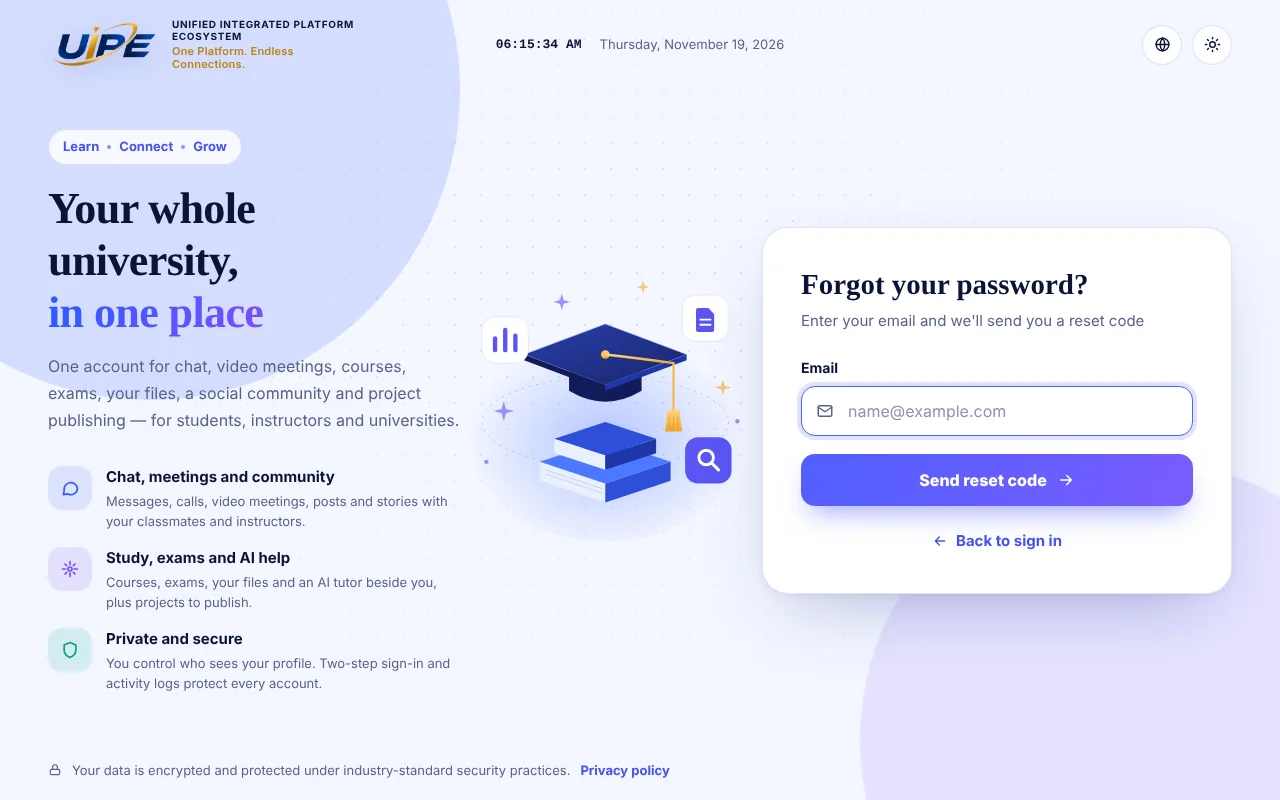 UIPE
UNIFIED INTEGRATED PLATFORM
ECOSYSTEM
One Platform. Endless
Connections.
06:15:34 AM Thursday, November 19, 2026
Learn • Connect • Grow
Your whole
university,
in one place
One account for chat, video meetings, courses,
exams, your files, a social community and project
publishing — for students, instructors and universities.
Chat, meetings and community
Messages, calls, video meetings, posts and stories with
your classmates and instructors.
Study, exams and AI help
Courses, exams, your files and an AI tutor beside you,
plus projects to publish.
Private and secure
You control who sees your profile. Two-step sign-in and
activity logs protect every account.
Forgot your password?
Enter your email and we'll send you a reset code
Email
name@example.com
Send reset code →
← Back to sign in
Your data is encrypted and protected under industry-standard security practices. Privacy policy